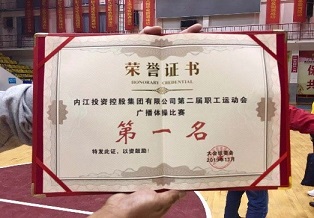 荣誉证书
HONORARY CREDENTIAL
内江投资控股集团有限公司第二届职工运动会
广播体操比赛
第一名
特发此证，以资鼓励！
大会组委会
2019年12月